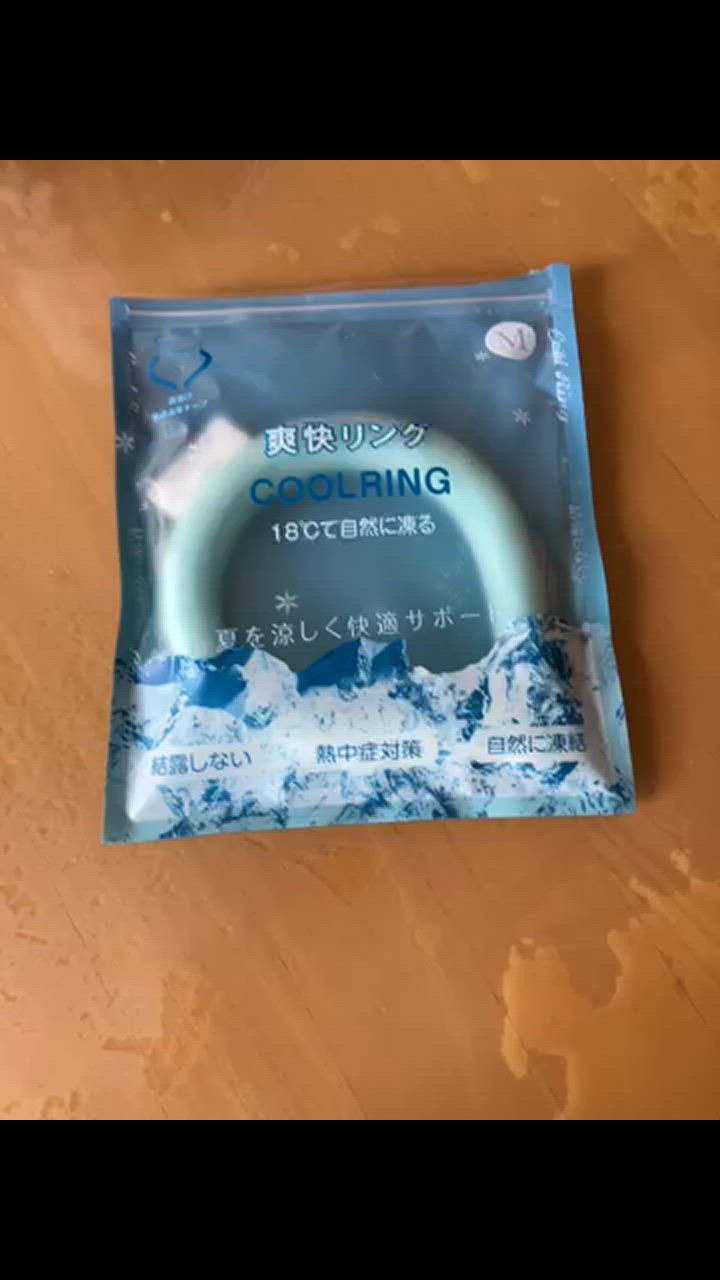 M
Cold Ring
爽快リング
COOLRING
18℃で自然に凍る
夏を涼しく快適サポート
結露しない
熱中症対策
自然に凍結